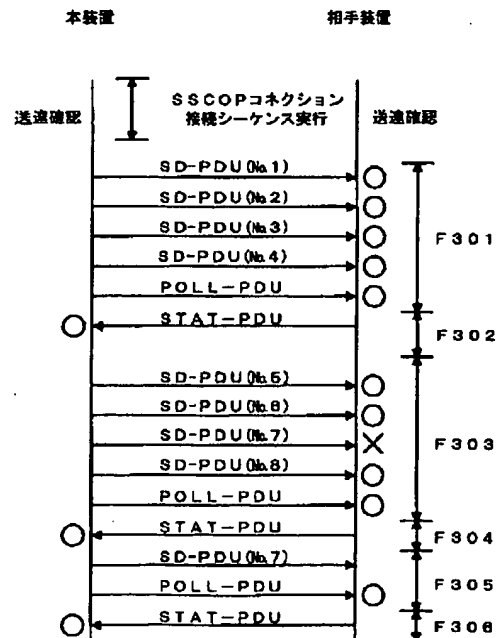 本装置 相手装置
送達確認 SSCOPコネクション 送達確認
接続シーケンス実行
SD-PDU(No.1)
SD-PDU(No.2)
SD-PDU(No.3)
F301
SD-PDU(No.4)
POLL-PDU
STAT-PDU
F302
SD-PDU(No.5)
SD-PDU(No.6)
SD-PDU(No.7)
F303
SD-PDU(No.8)
POLL-PDU
STAT-PDU
F304
SD-PDU(No.7)
F305
POLL-PDU
STAT-PDU
F306